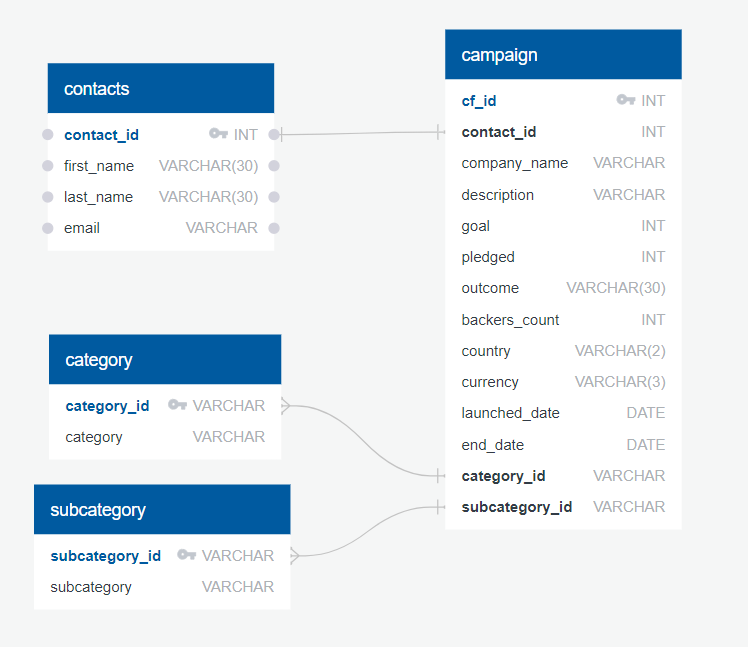 contacts
contact_id INT
first_name VARCHAR(30)
last_name VARCHAR(30)
email VARCHAR
category
category_id VARCHAR
category VARCHAR
subcategory
subcategory_id VARCHAR
subcategory VARCHAR
campaign
cf_id INT
contact_id INT
company_name VARCHAR
description VARCHAR
goal INT
pledged INT
outcome VARCHAR(30)
backers_count INT
country VARCHAR(2)
currency VARCHAR(3)
launched_date DATE
end_date DATE
category_id VARCHAR
subcategory_id VARCHAR